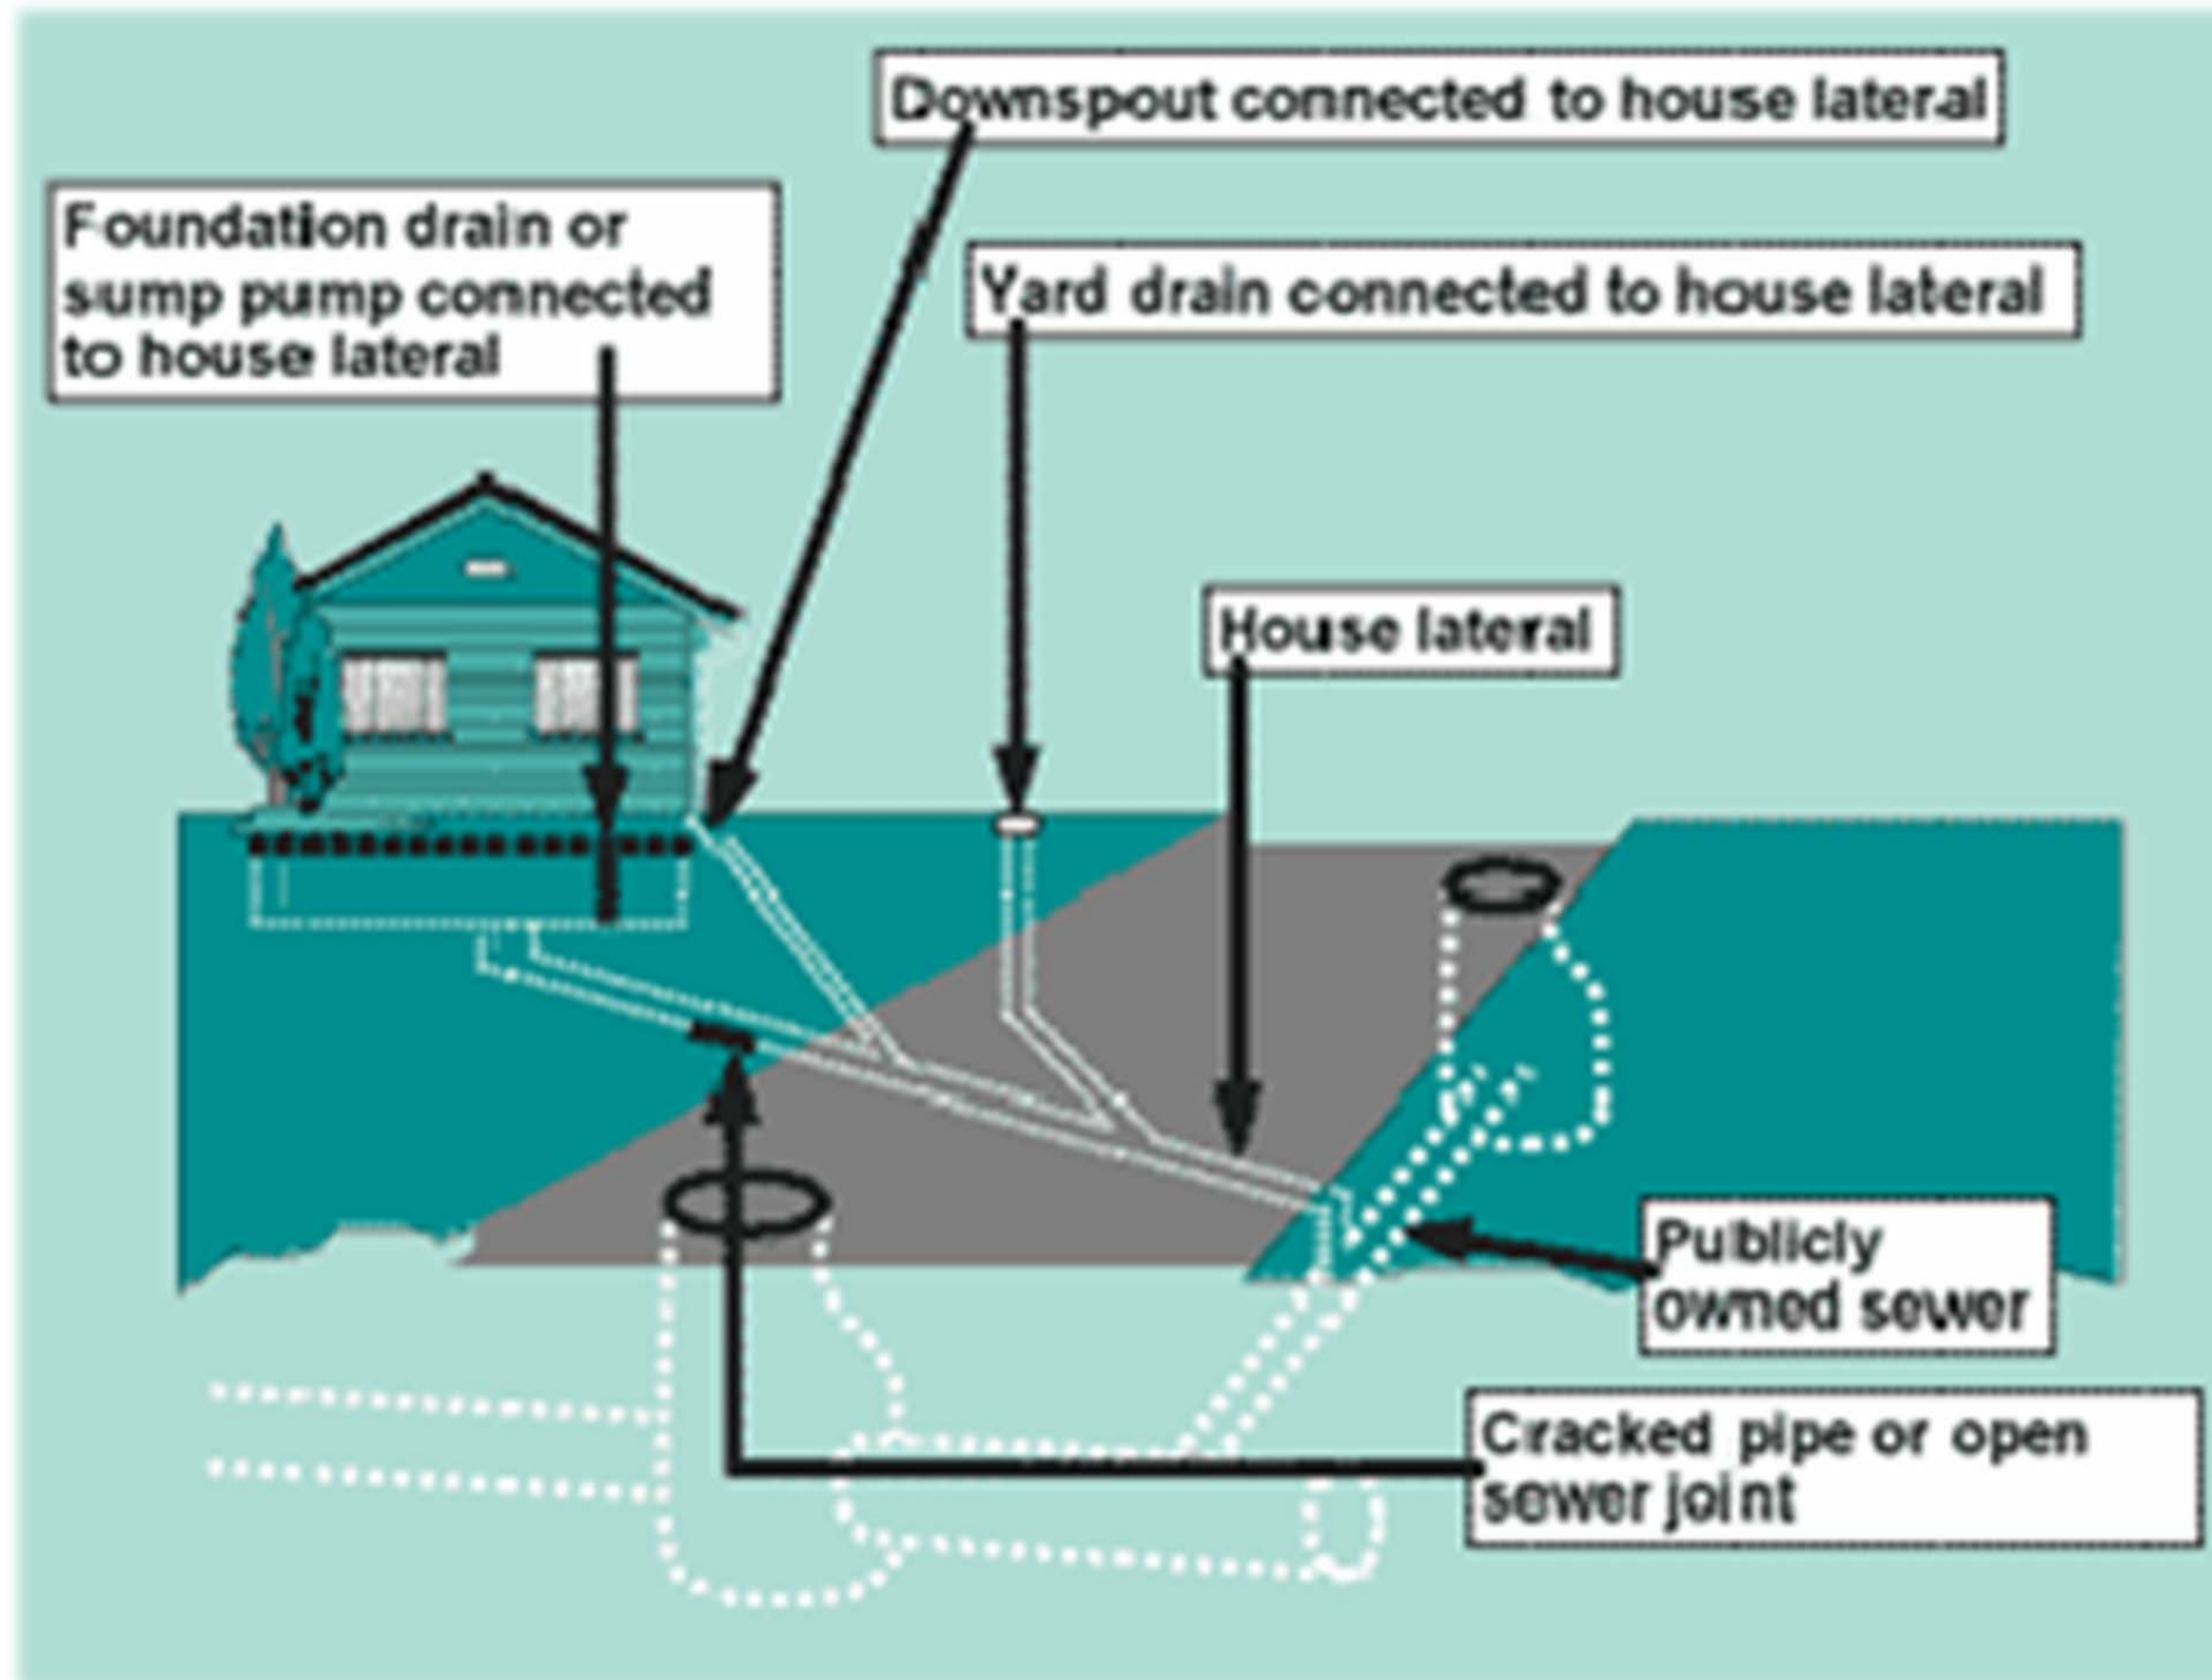 Downspout connected to house lateral
Foundation drain or
sump pump connected
to house lateral
Yard drain connected to house lateral
House lateral
Publicly
owned sewer
Cracked pipe or open
sewer joint